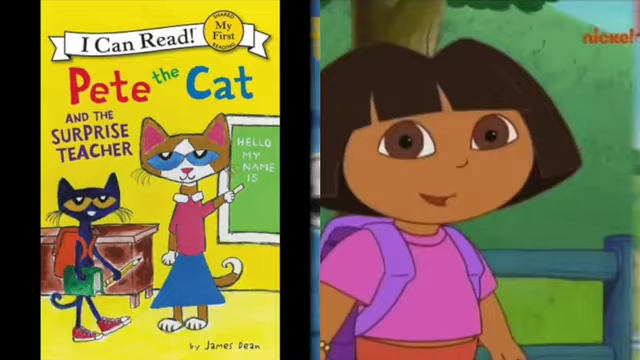 I Can Read!
SHARED
My
First
READING
Pete the Cat
AND THE
SURPRISE
TEACHER
HELLO
MY
NAME
IS
by James Dean
nicke